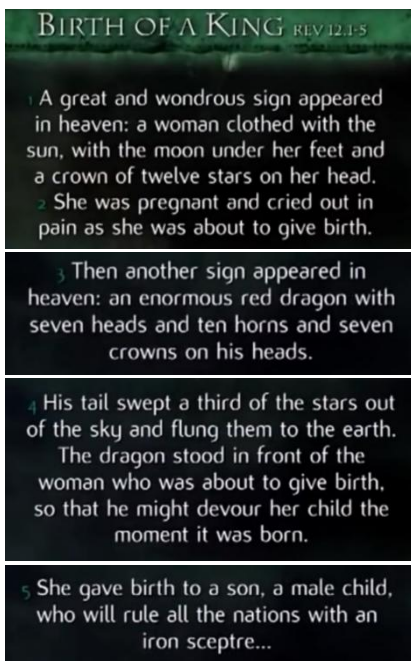 BIRTH OF A KING REV 12.1-5
1 A great and wondrous sign appeared
in heaven: a woman clothed with the
sun, with the moon under her feet and
a crown of twelve stars on her head.
2 She was pregnant and cried out in
pain as she was about to give birth.
3 Then another sign appeared in
heaven: an enormous red dragon with
seven heads and ten horns and seven
crowns on his heads.
4 His tail swept a third of the stars out
of the sky and flung them to the earth.
The dragon stood in front of the
woman who was about to give birth,
so that he might devour her child the
moment it was born.
5 She gave birth to a son, a male child,
who will rule all the nations with an
iron sceptre...